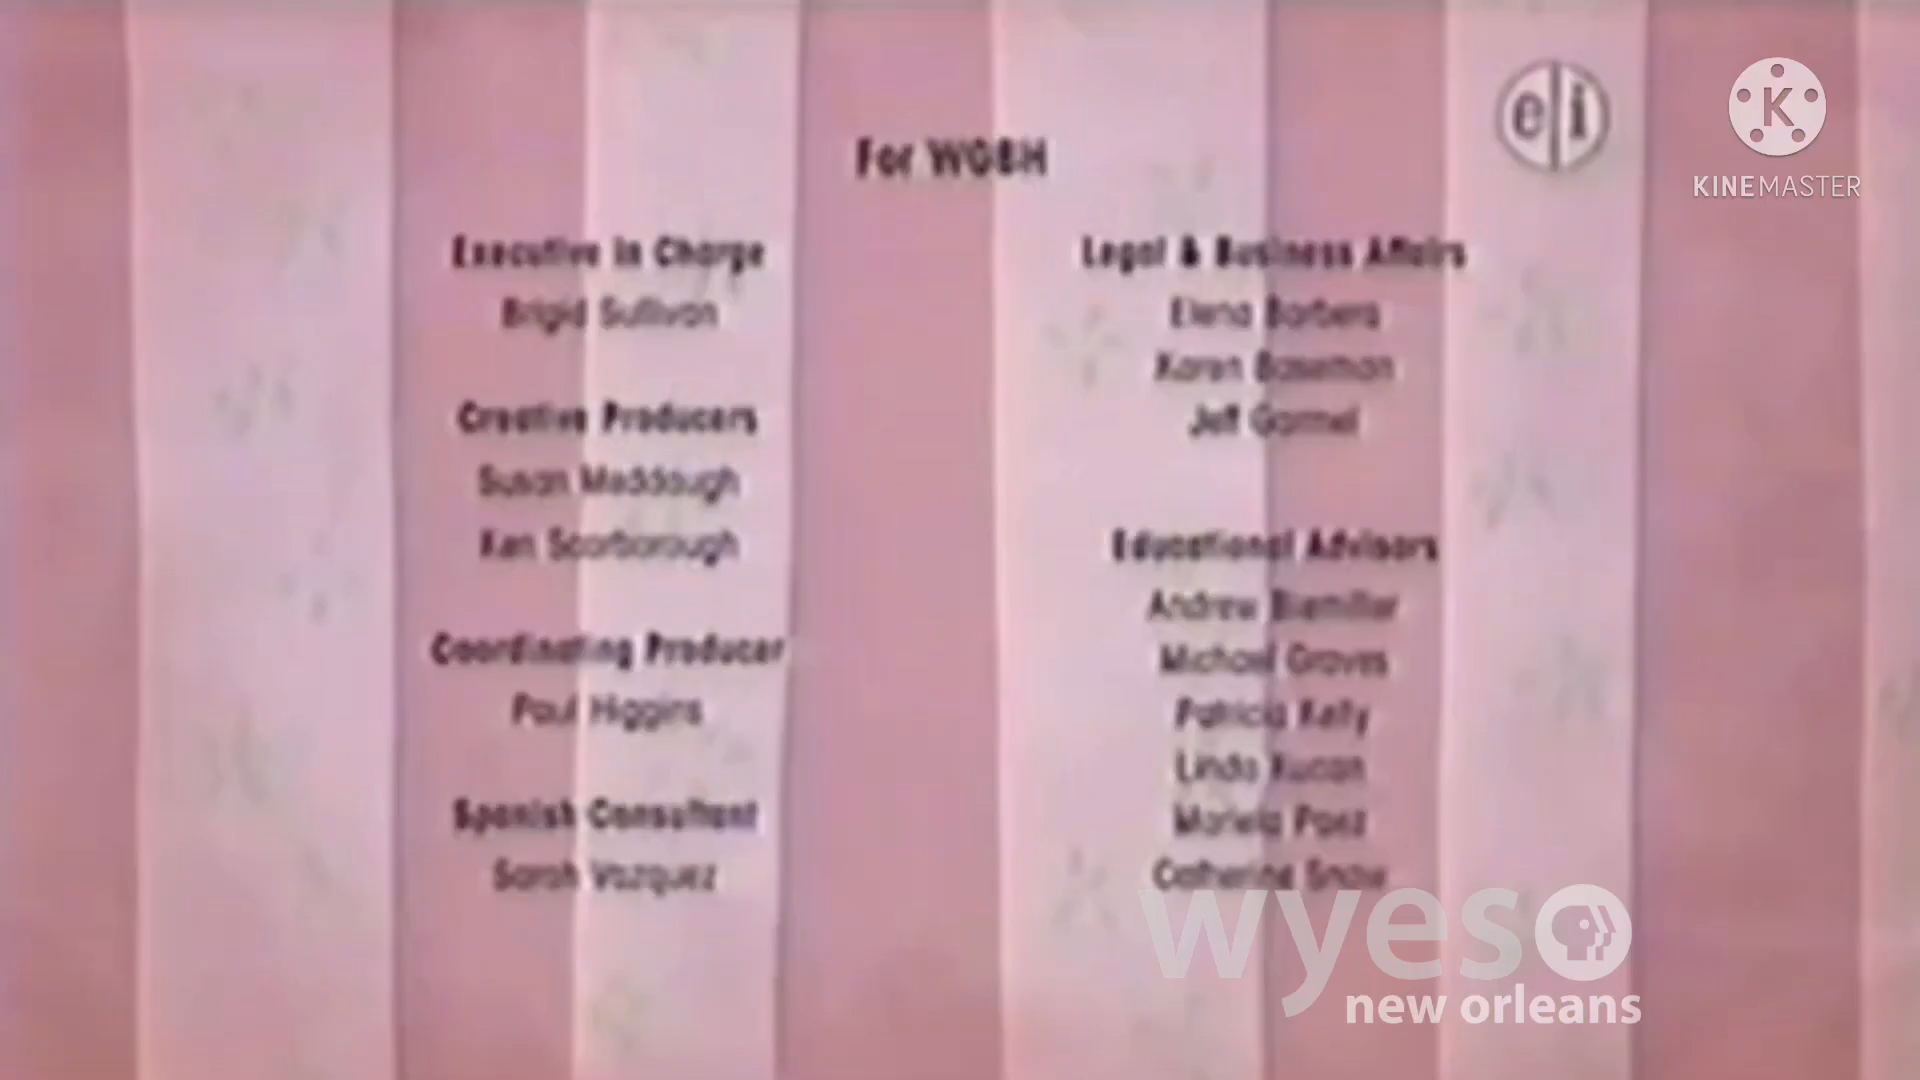 For WGBH
Executive in Charge
Brigid Sullivan
Creative Producers
Susan Meddaugh
Ken Scarborough
Coordinating Producer
Paul Higgins
Spanish Consultant
Sarah Vazquez
Legal & Business Affairs
Elena Barbera
Karen Baseman
Jeff Garmel
Educational Advisors
Andrew Biemiller
Michael Graves
Patricia Kelly
Linda Kucan
Mariela Paez
Catherine Snow
e/i
K
KINEMASTER
wyes
new orleans